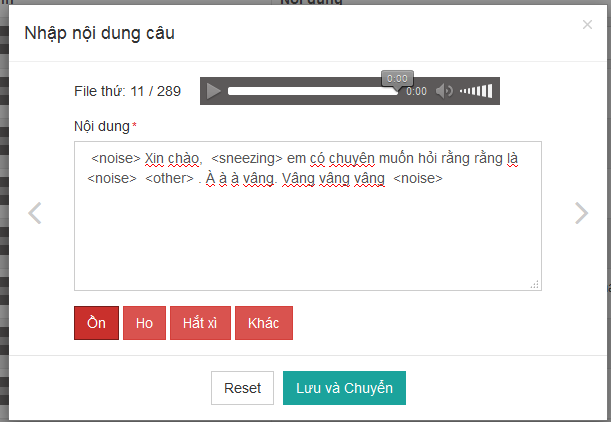 Nội dung
Nhập nội dung câu
×
File thứ: 11 / 289
0:00
0:00
Nội dung*
<noise> Xin chào, <sneezing> em có chuyện muốn hỏi rằng rằng là
<noise> <other> . À à à vâng. Vâng vâng vâng <noise>
Ồn
Ho
Hắt xì
Khác
Reset
Lưu và Chuyển